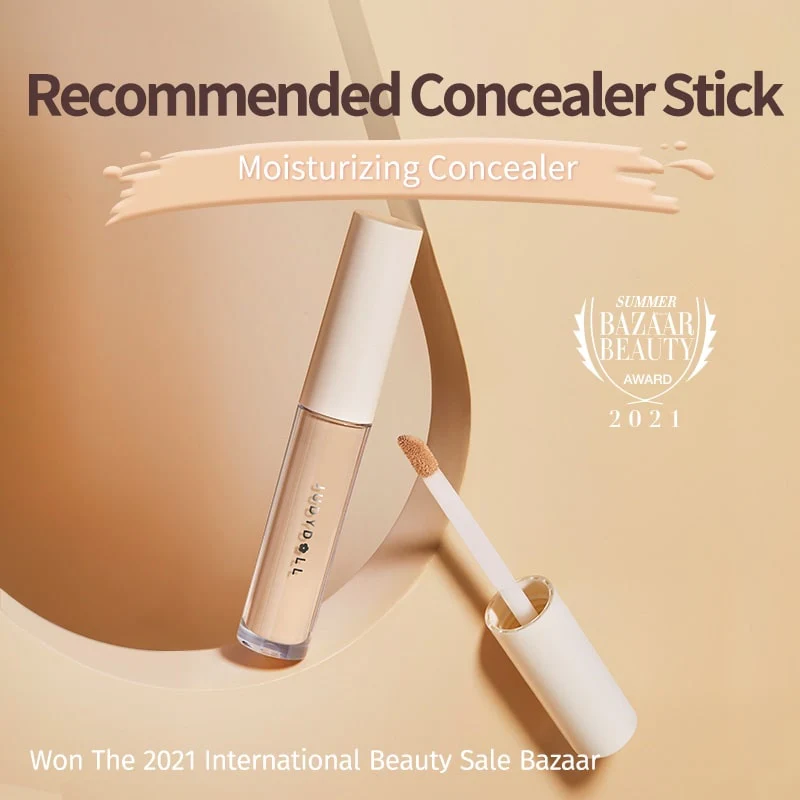 Recommended Concealer Stick
Moisturizing Concealer
SUMMER
BAZAAR
BEAUTY
AWARD
2021
JUDYDOLL
Won The 2021 International Beauty Sale Bazaar